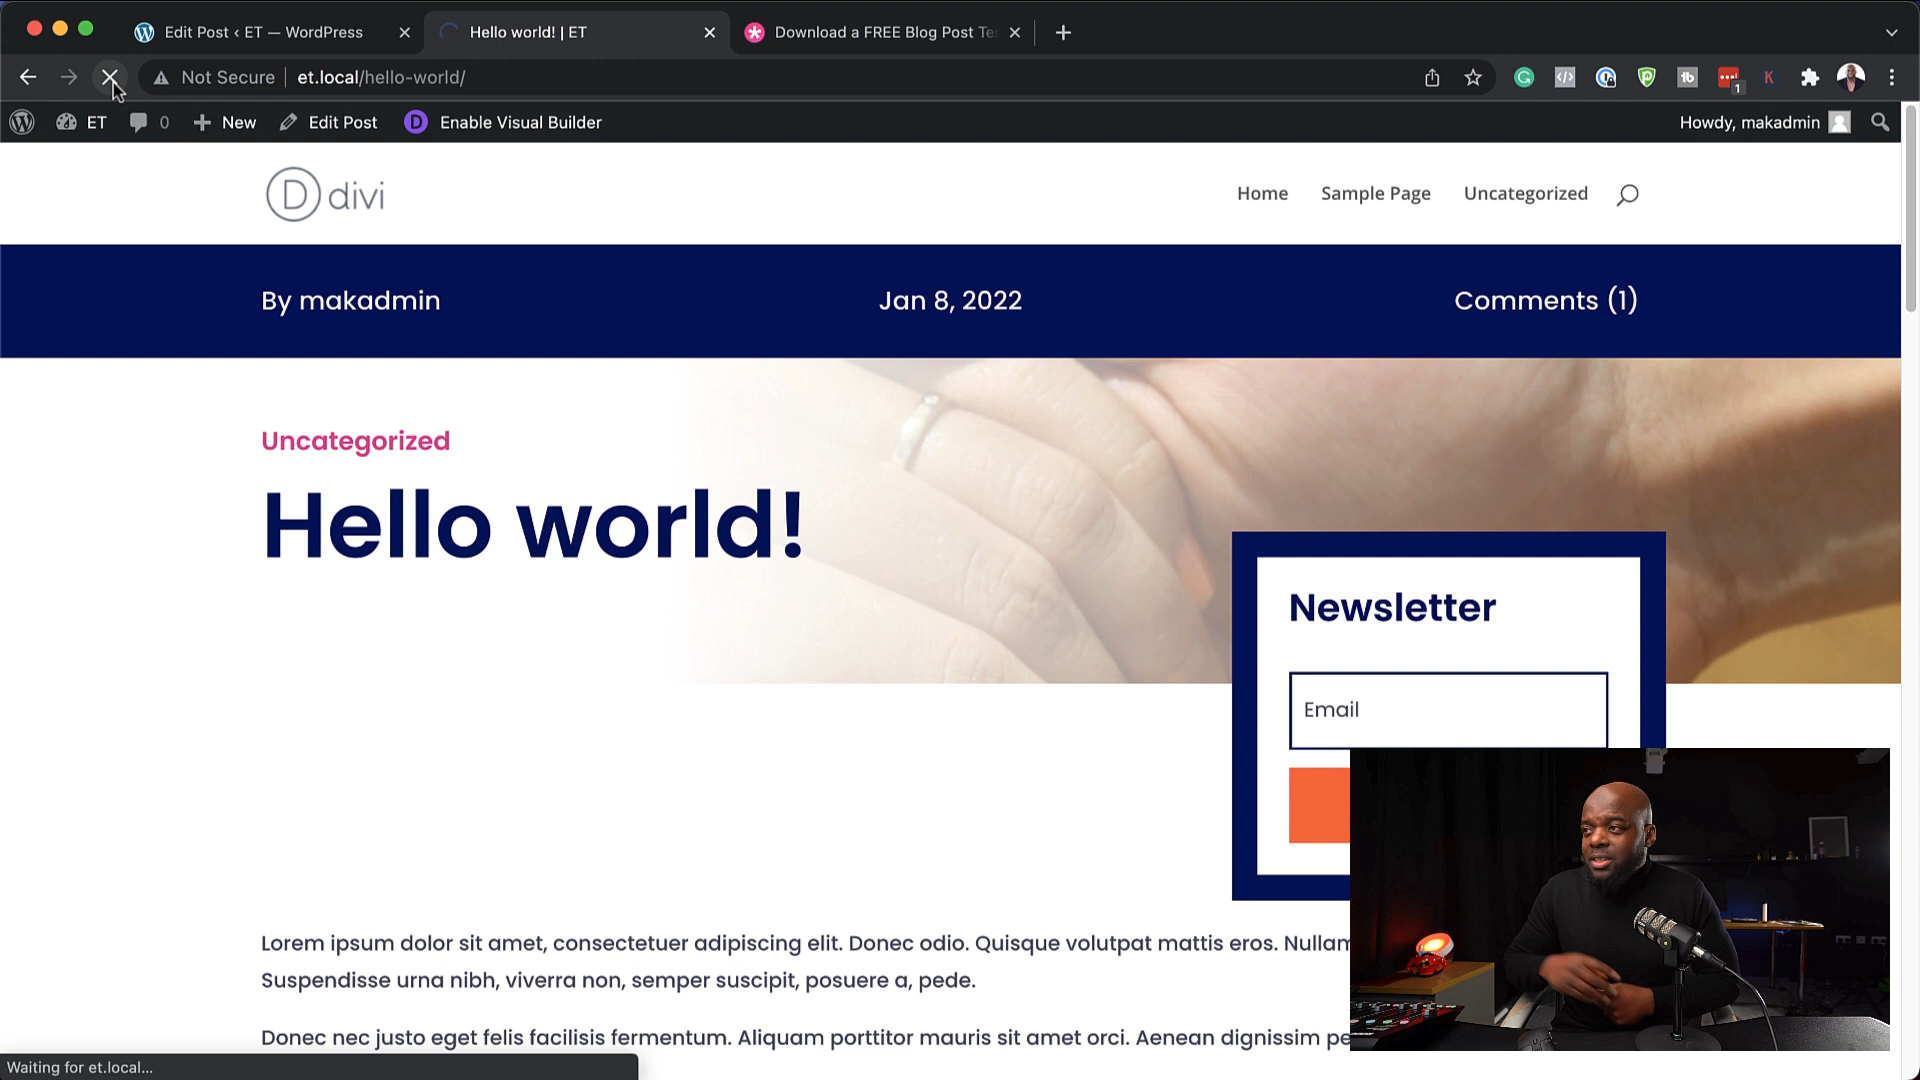 Edit Post ‹ ET — WordPress
Hello world! | ET
Download a FREE Blog Post Te
Not Secure
et.local/hello-world/
1
ET
0
New
Edit Post
D
Enable Visual Builder
Howdy, makadmin
D divi
Home
Sample Page
Uncategorized
By makadmin
Jan 8, 2022
Comments (1)
Uncategorized
Hello world!
Newsletter
Email
Lorem ipsum dolor sit amet, consectetuer adipiscing elit. Donec odio. Quisque volutpat mattis eros. Nullam
Suspendisse urna nibh, viverra non, semper suscipit, posuere a, pede.
Donec nec justo eget felis facilisis fermentum. Aliquam porttitor mauris sit amet orci. Aenean dignissim pe
Waiting for et.local...